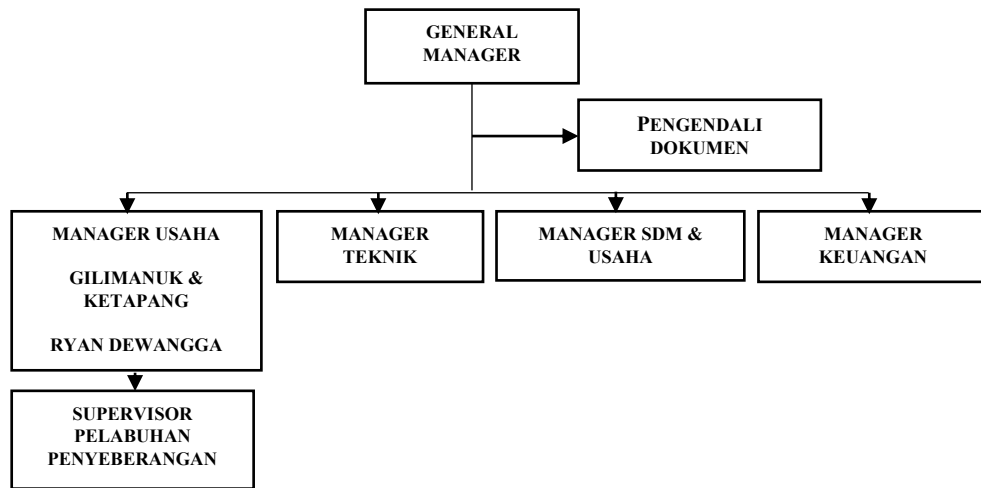 GENERAL
MANAGER
PENGENDALI
DOKUMEN
MANAGER USAHA
GILIMANUK &
KETAPANG
RYAN DEWANGGA
MANAGER
TEKNIK
MANAGER SDM &
USAHA
MANAGER
KEUANGAN
SUPERVISOR
PELABUHAN
PENYEBERANGAN